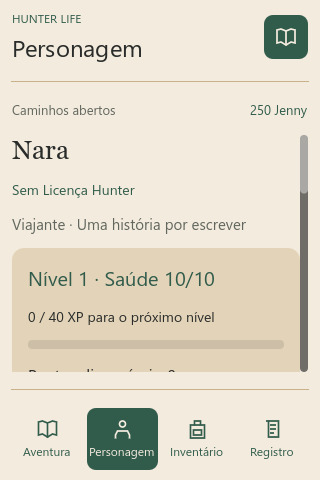 HUNTER LIFE
Personagem
Caminhos abertos
250 Jenny
Nara
Sem Licença Hunter
Viajante · Uma história por escrever
Nível 1 · Saúde 10/10
0 / 40 XP para o próximo nível
Aventura
Personagem
Inventário
Registro